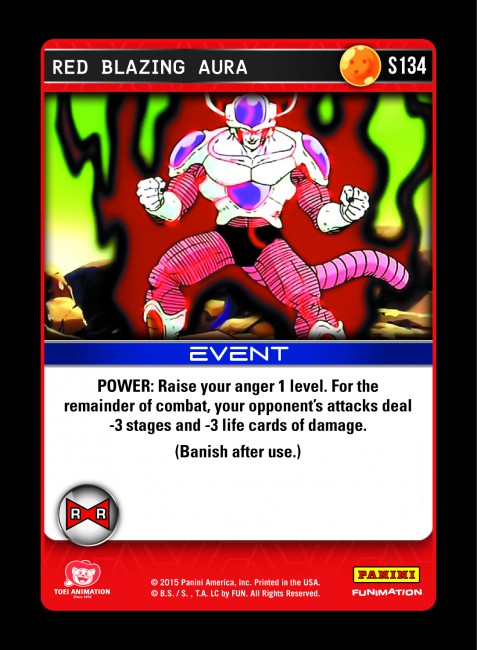 RED BLAZING AURA
S134
EVENT
POWER: Raise your anger 1 level. For the
remainder of combat, your opponent's attacks deal
-3 stages and -3 life cards of damage.
(Banish after use.)
R R
TOEI ANIMATION
Since 1956
© 2015 Panini America, Inc. Printed in the USA.
© B.S. / S. , T.A. LC by FUN. All Rights Reserved.
PANINI
FUNIMATION